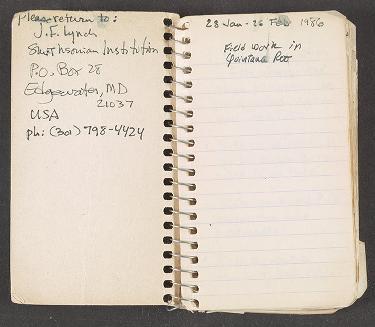 Please return to:
J.F. Lynch
Smithsonian Institution
P.O. Box 28
Edgewater, MD
21037
USA
ph: (301) 798-4424
28 Jan - 26 Feb 1986
Field work in
Quintana Roo